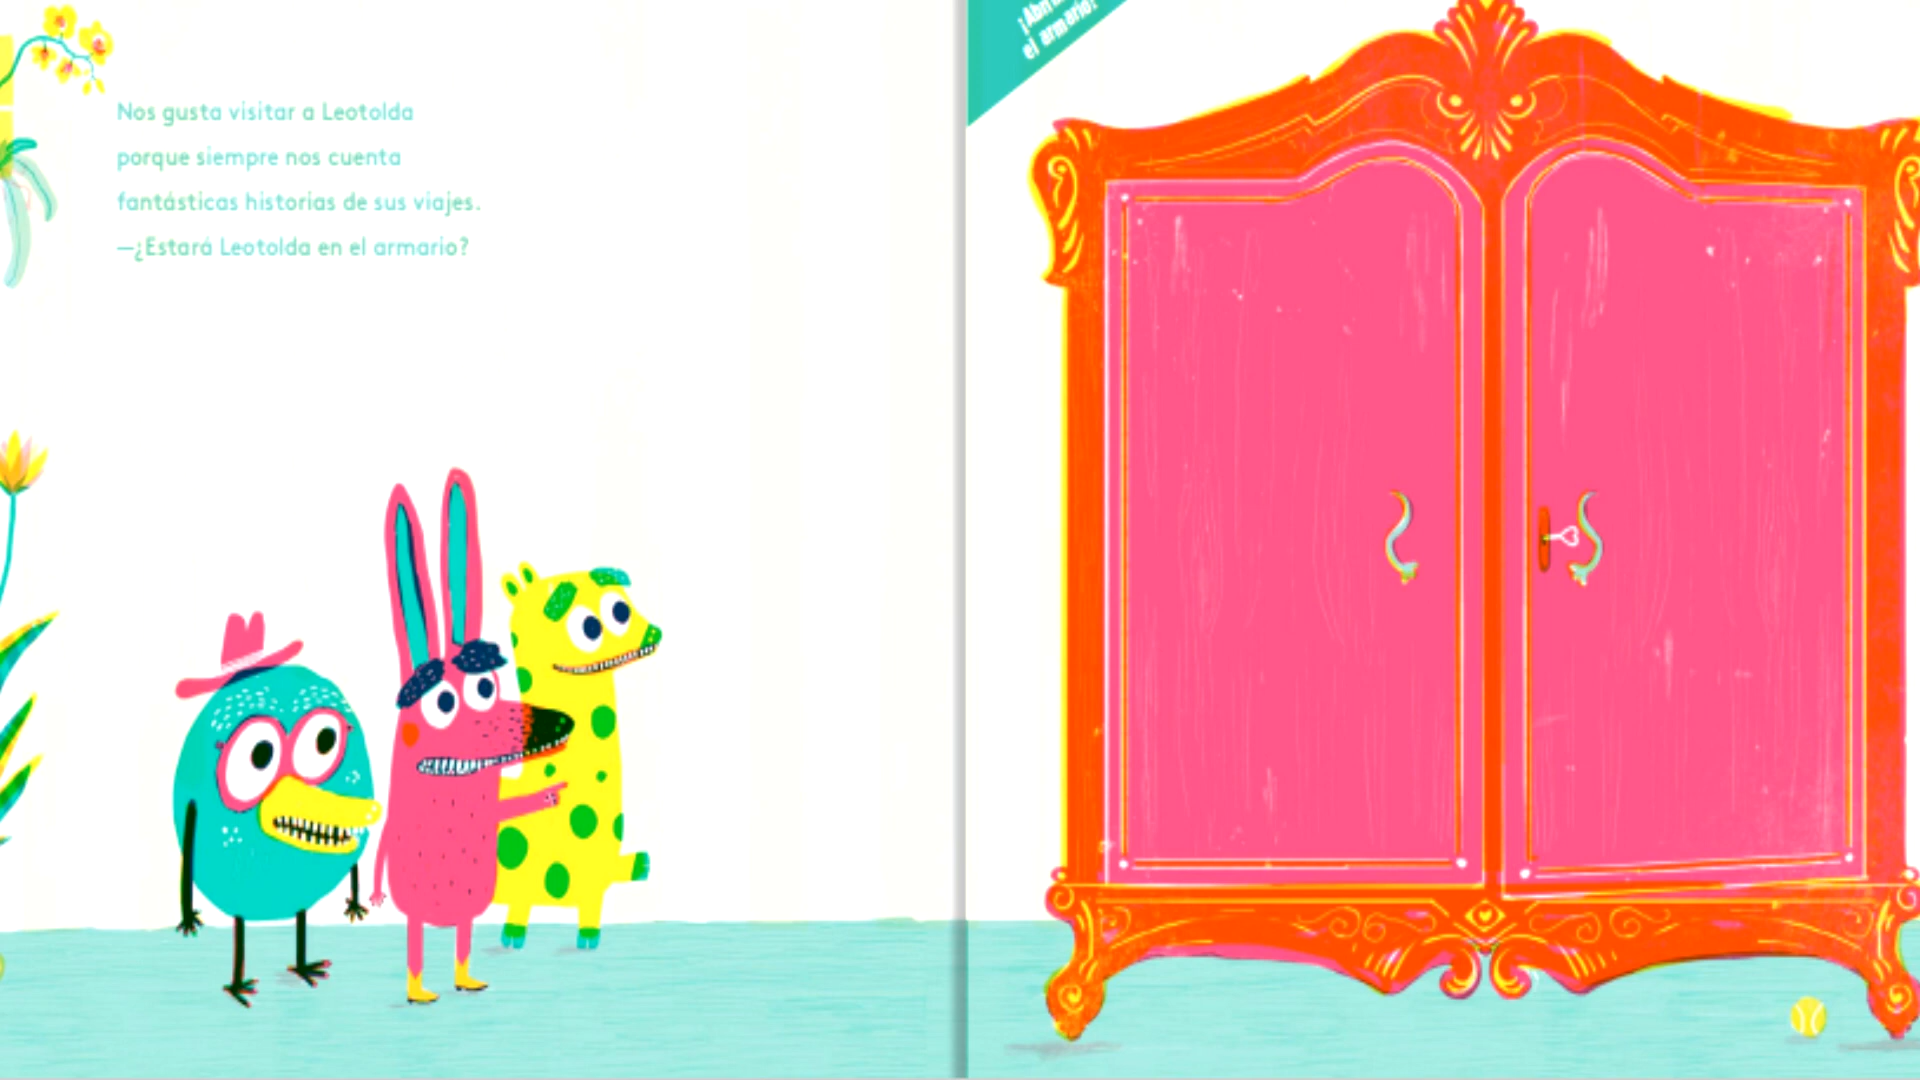 Nos gusta visitar a Leotolda
porque siempre nos cuenta
fantásticas historias de sus viajes.
—¿Estará Leotolda en el armario?
el armario!